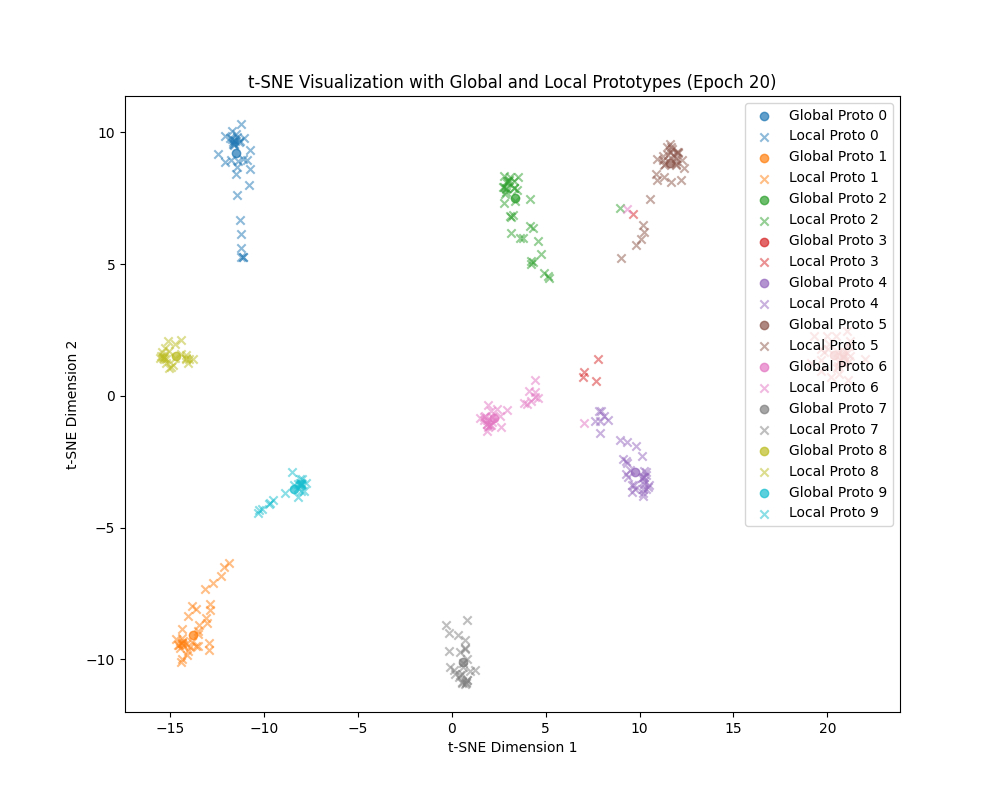 t-SNE Visualization with Global and Local Prototypes (Epoch 20)
Global Proto 0
Local Proto 0
Global Proto 1
Local Proto 1
Global Proto 2
Local Proto 2
Global Proto 3
Local Proto 3
Global Proto 4
Local Proto 4
Global Proto 5
Local Proto 5
Global Proto 6
Local Proto 6
Global Proto 7
Local Proto 7
Global Proto 8
Local Proto 8
Global Proto 9
Local Proto 9
10
5
0
−5
−10
t-SNE Dimension 2
−15
−10
−5
0
5
10
15
20
t-SNE Dimension 1